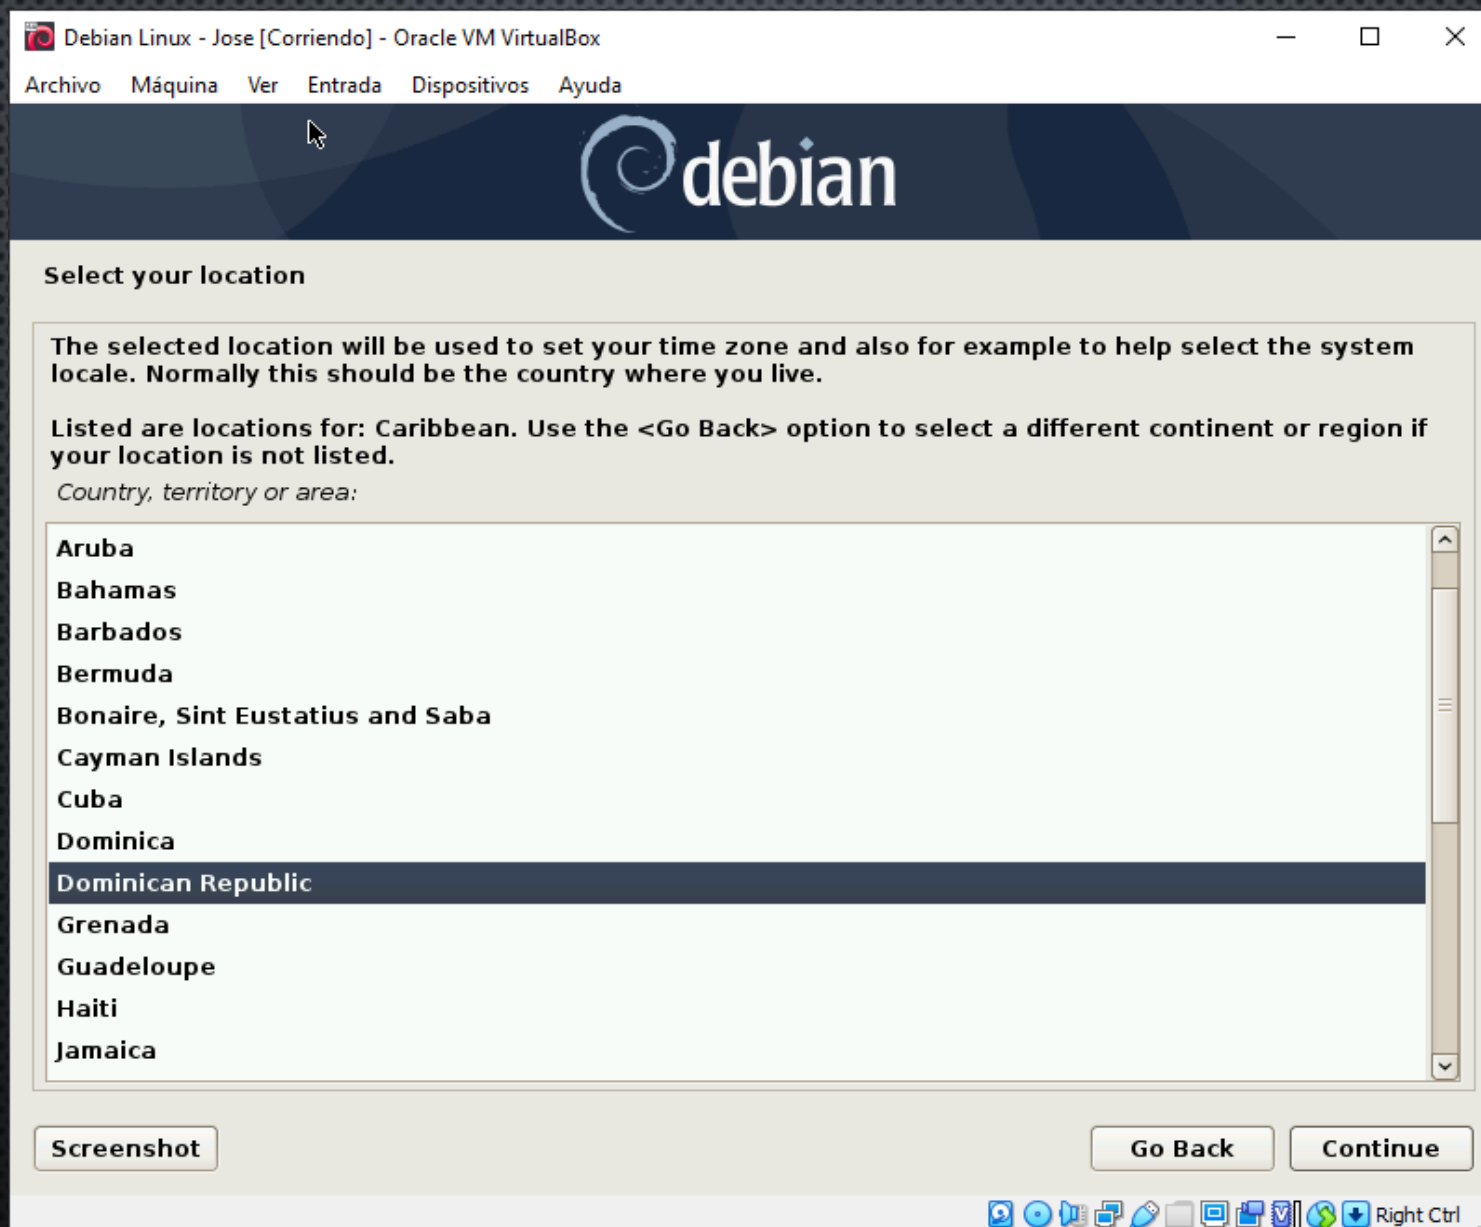 Debian Linux - Jose [Corriendo] - Oracle VM VirtualBox
Archivo Máquina Ver Entrada Dispositivos Ayuda
debian
Select your location
The selected location will be used to set your time zone and also for example to help select the system
locale. Normally this should be the country where you live.
Listed are locations for: Caribbean. Use the <Go Back> option to select a different continent or region if
your location is not listed.
Country, territory or area:
Aruba
Bahamas
Barbados
Bermuda
Bonaire, Sint Eustatius and Saba
Cayman Islands
Cuba
Dominica
Dominican Republic
Grenada
Guadeloupe
Haiti
Jamaica
Screenshot Go Back Continue
Right Ctrl